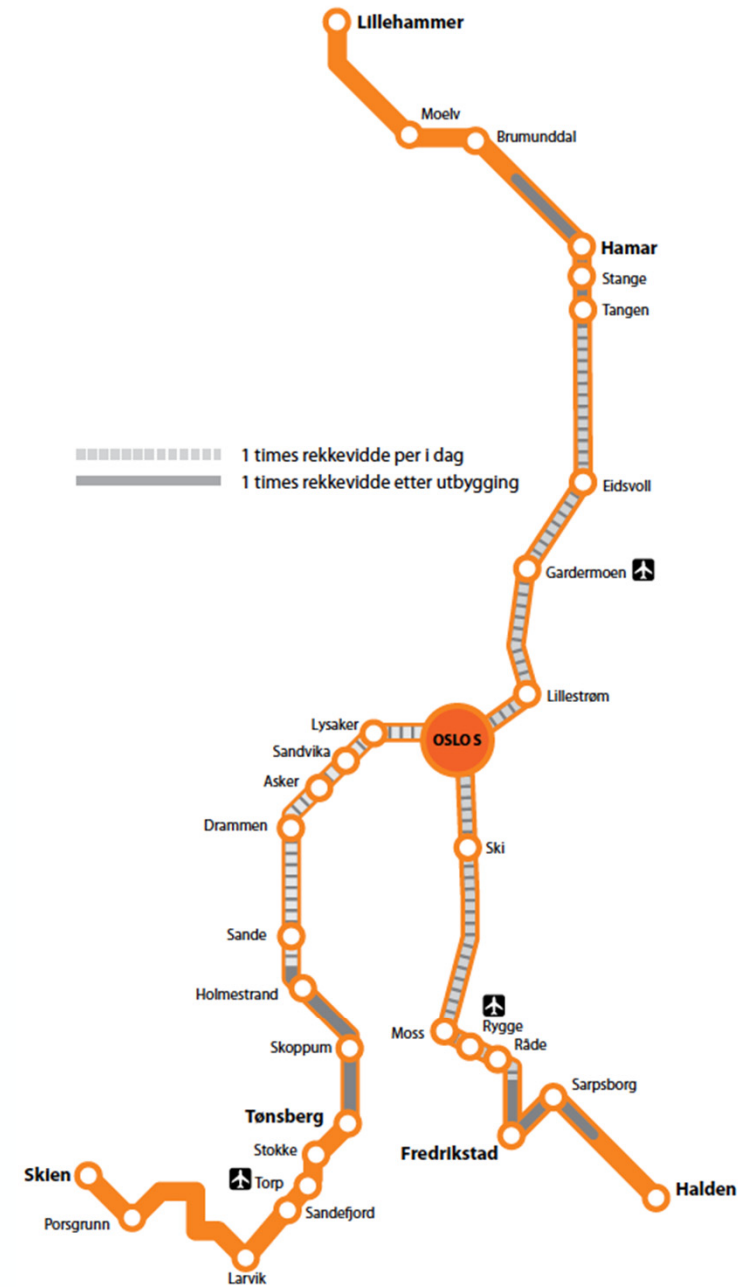 Lillehammer
Moelv
Brumunddal
Hamar
Stange
Tangen
1 times rekkevidde per i dag
1 times rekkevidde etter utbygging
Eidsvoll
Gardermoen
Lillestrøm
Lysaker
OSLO S
Sandvika
Asker
Drammen
Ski
Sande
Holmestrand
Moss
Rygge
Råde
Skoppum
Sarpsborg
Tønsberg
Fredrikstad
Stokke
Skien
Torp
Halden
Sandefjord
Porsgrunn
Larvik